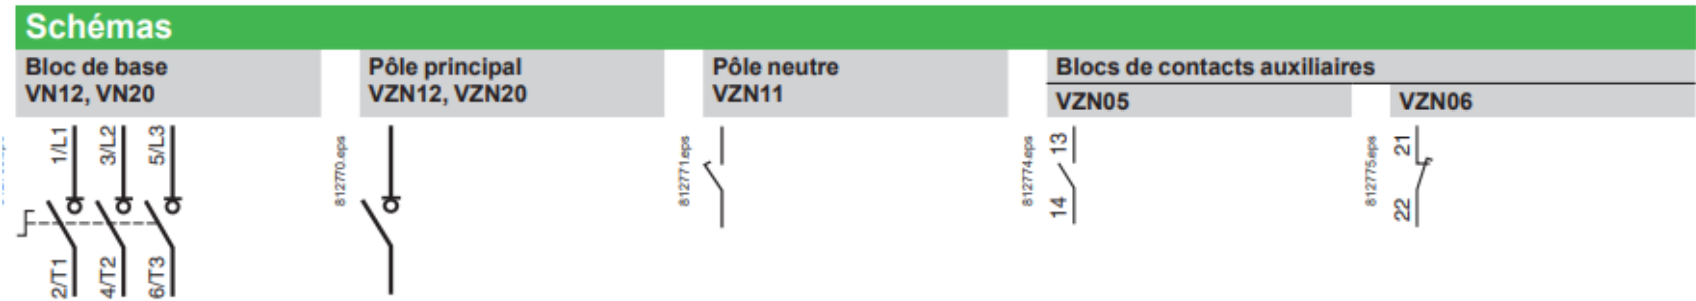 Schémas
Bloc de base
VN12, VN20
Pôle principal
VZN12, VZN20
Pôle neutre
VZN11
Blocs de contacts auxiliaires
VZN05
VZN06
1/L1
3/L2
5/L3
2/T1
4/T2
6/T3
812770.eps
812771.eps
812774.eps
13
14
812775.eps
21
22